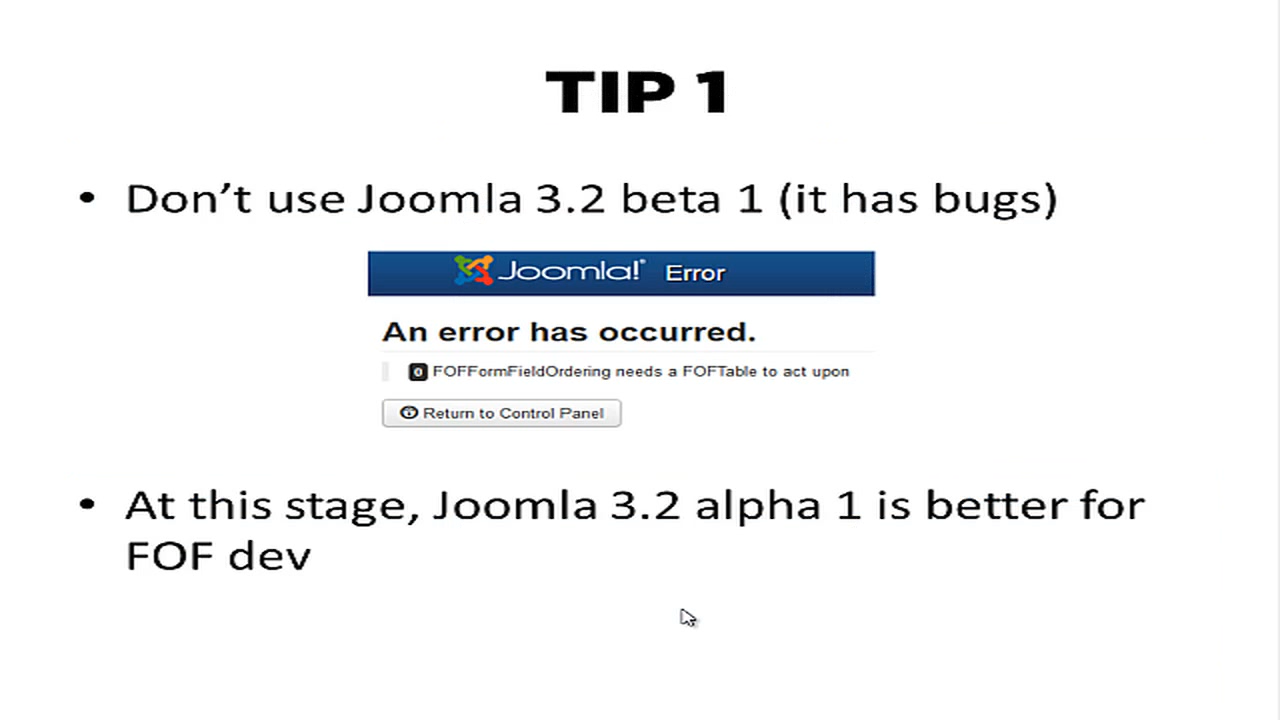 TIP 1
• Don’t use Joomla 3.2 beta 1 (it has bugs)
Joomla!® Error
An error has occurred.
0 FOFFormFieldOrdering needs a FOFTable to act upon
Return to Control Panel
• At this stage, Joomla 3.2 alpha 1 is better for
FOF dev